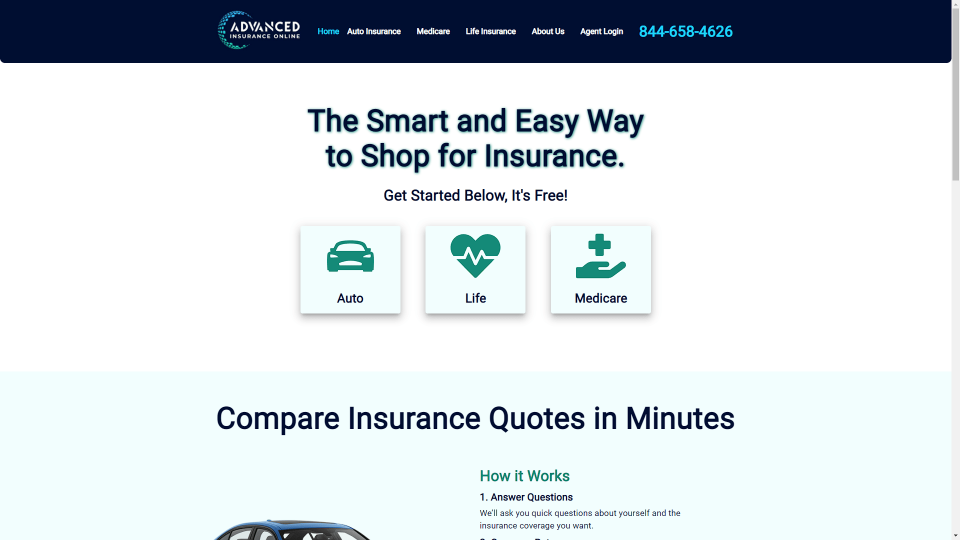 ADVANCED
INSURANCE ONLINE
Home Auto Insurance Medicare Life Insurance About Us Agent Login 844-658-4626
The Smart and Easy Way
to Shop for Insurance.
Get Started Below, It's Free!
Auto Life Medicare
Compare Insurance Quotes in Minutes
How it Works
1. Answer Questions
We'll ask you quick questions about yourself and the
insurance coverage you want.